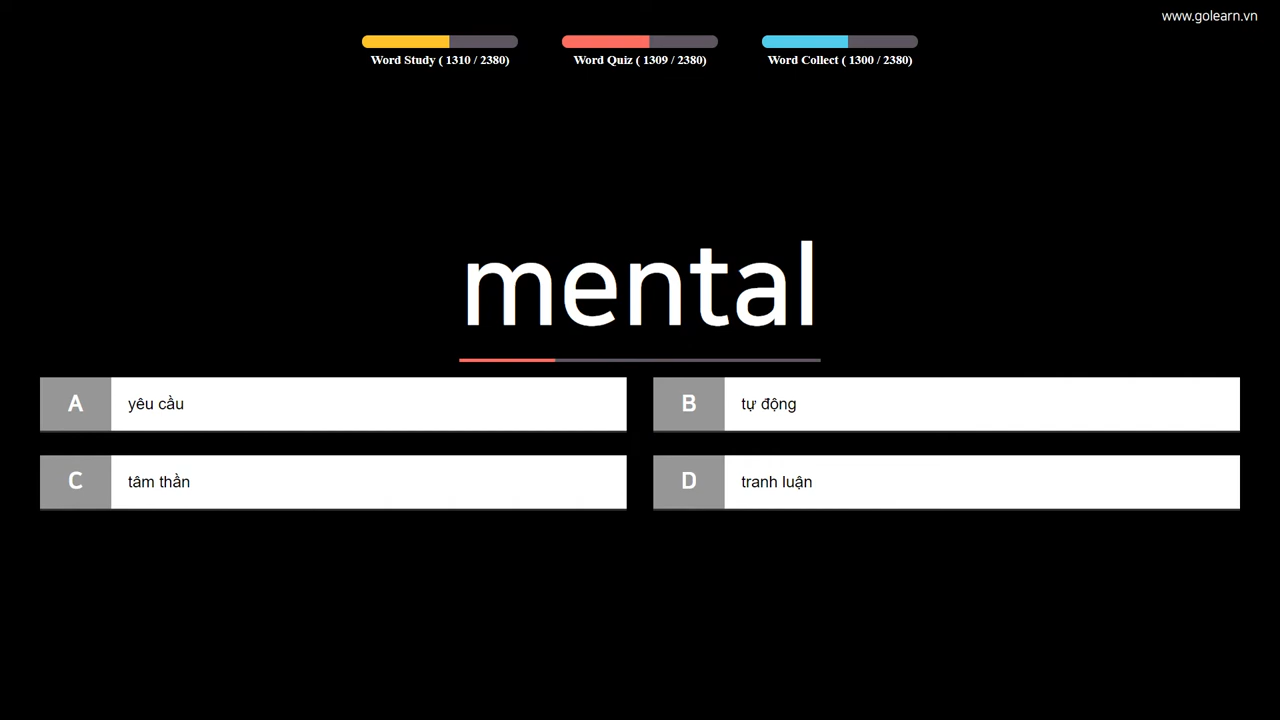 www.golearn.vn
Word Study ( 1310 / 2380)
Word Quiz ( 1309 / 2380)
Word Collect ( 1300 / 2380)
mental
A yêu cầu
B tự động
C tâm thần
D tranh luận